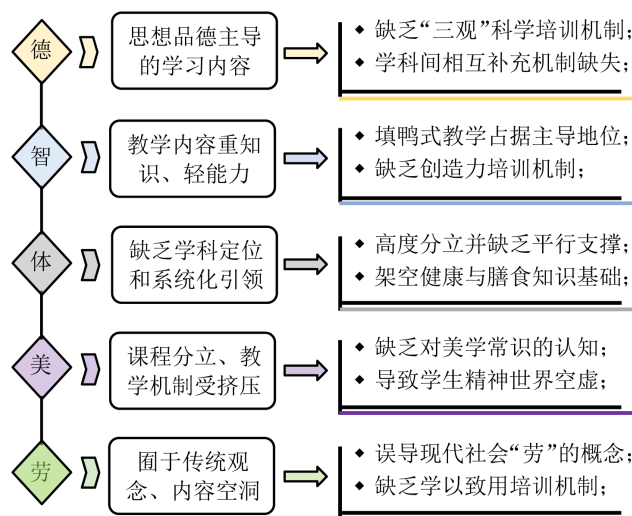 德
思想品德主导
的学习内容
◆ 缺乏“三观”科学培训机制；
◆ 学科间相互补充机制缺失；
智
教学内容重知
识、轻能力
◆ 填鸭式教学占据主导地位；
◆ 缺乏创造力培训机制；
体
缺乏学科定位
和系统化引领
◆ 高度分立并缺乏平行支撑；
◆ 架空健康与膳食知识基础；
美
课程分立、教
学机制受挤压
◆ 缺乏对美学常识的认知；
◆ 导致学生精神世界空虚；
劳
囿于传统观
念、内容空洞
◆ 误导现代社会“劳”的概念；
◆ 缺乏学以致用培训机制；